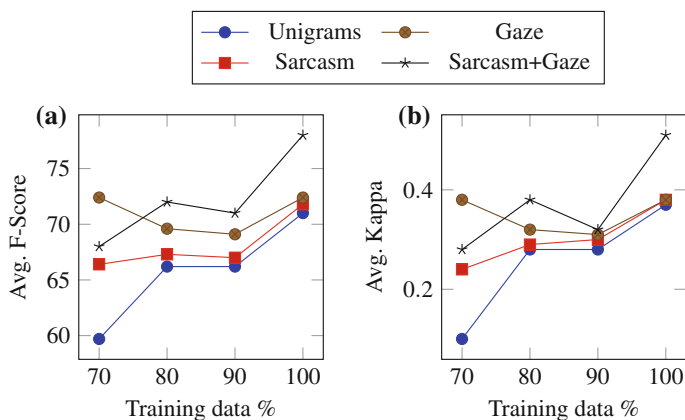 Unigrams Gaze
Sarcasm Sarcasm+Gaze
(a) (b)
75
70
65
60
Avg. F-Score
70 80 90 100
Training data %
0.4
0.2
Avg. Kappa
70 80 90 100
Training data %